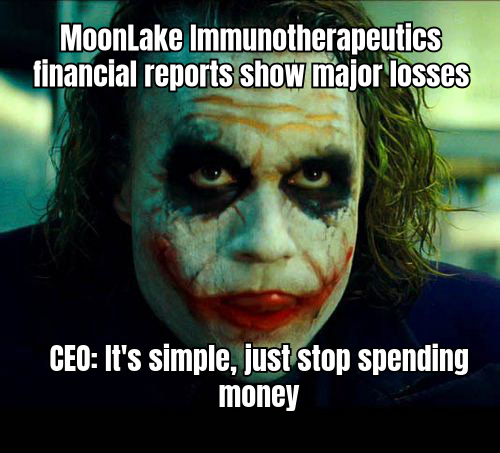 MoonLake Immunotherapeutics
financial reports show major losses
CEO: It's simple, just stop spending
money